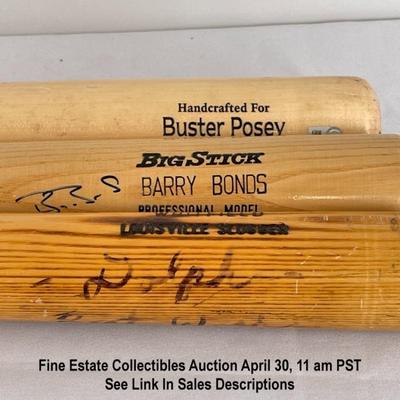 Handcrafted For
Buster Posey
BIG STICK
BARRY BONDS
PROFESSIONAL MODEL
LOUISVILLE SLUGGER
Fine Estate Collectibles Auction April 30, 11 am PST
See Link In Sales Descriptions